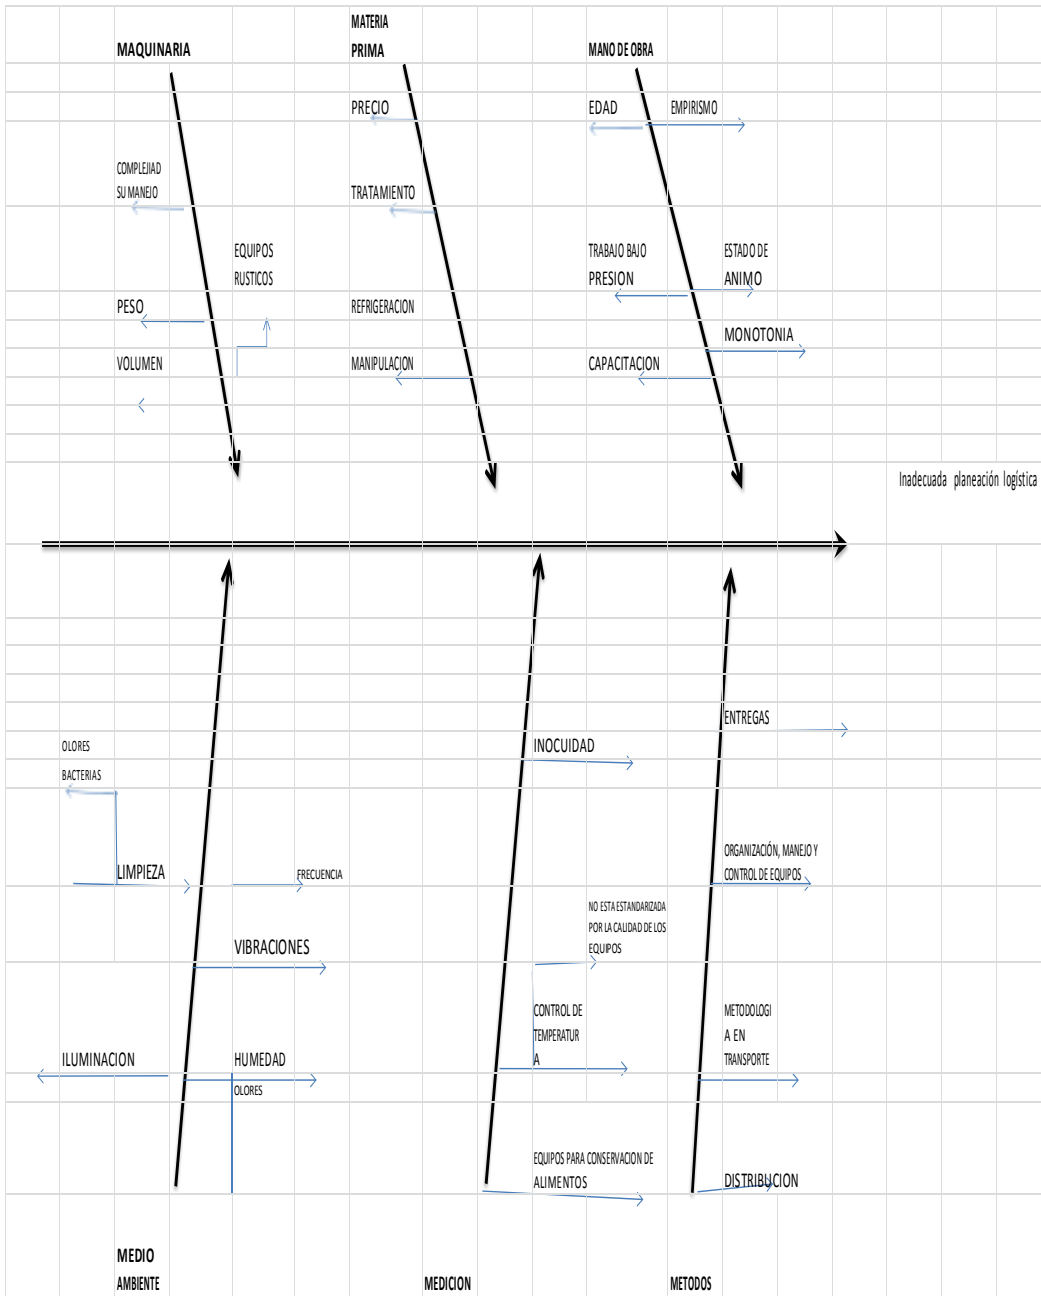 MATERIA
MAQUINARIA
PRIMA
MANO DE OBRA
PRECIO
EDAD
EMPIRISMO
COMPLEJIAD
SU MANEJO
TRATAMIENTO
EQUIPOS
RUSTICOS
TRABAJO BAJO
PRESION
ESTADO DE
ANIMO
PESO
REFRIGERACION
MONOTONIA
VOLUMEN
MANIPULACION
CAPACITACION
Inadecuada planeación logística
ENTREGAS
OLORES
INOCUIDAD
BACTERIAS
ORGANIZACIÓN, MANEJO Y
CONTROL DE EQUIPOS
LIMPIEZA
FRECUENCIA
NO ESTA ESTANDARIZADA
POR LA CALIDAD DE LOS
EQUIPOS
VIBRACIONES
CONTROL DE
TEMPERATUR
A
METODOLOGI
A EN
TRANSPORTE
ILUMINACION
HUMEDAD
OLORES
EQUIPOS PARA CONSERVACION DE
ALIMENTOS
DISTRIBUCION
MEDIO
AMBIENTE
MEDICION
METODOS